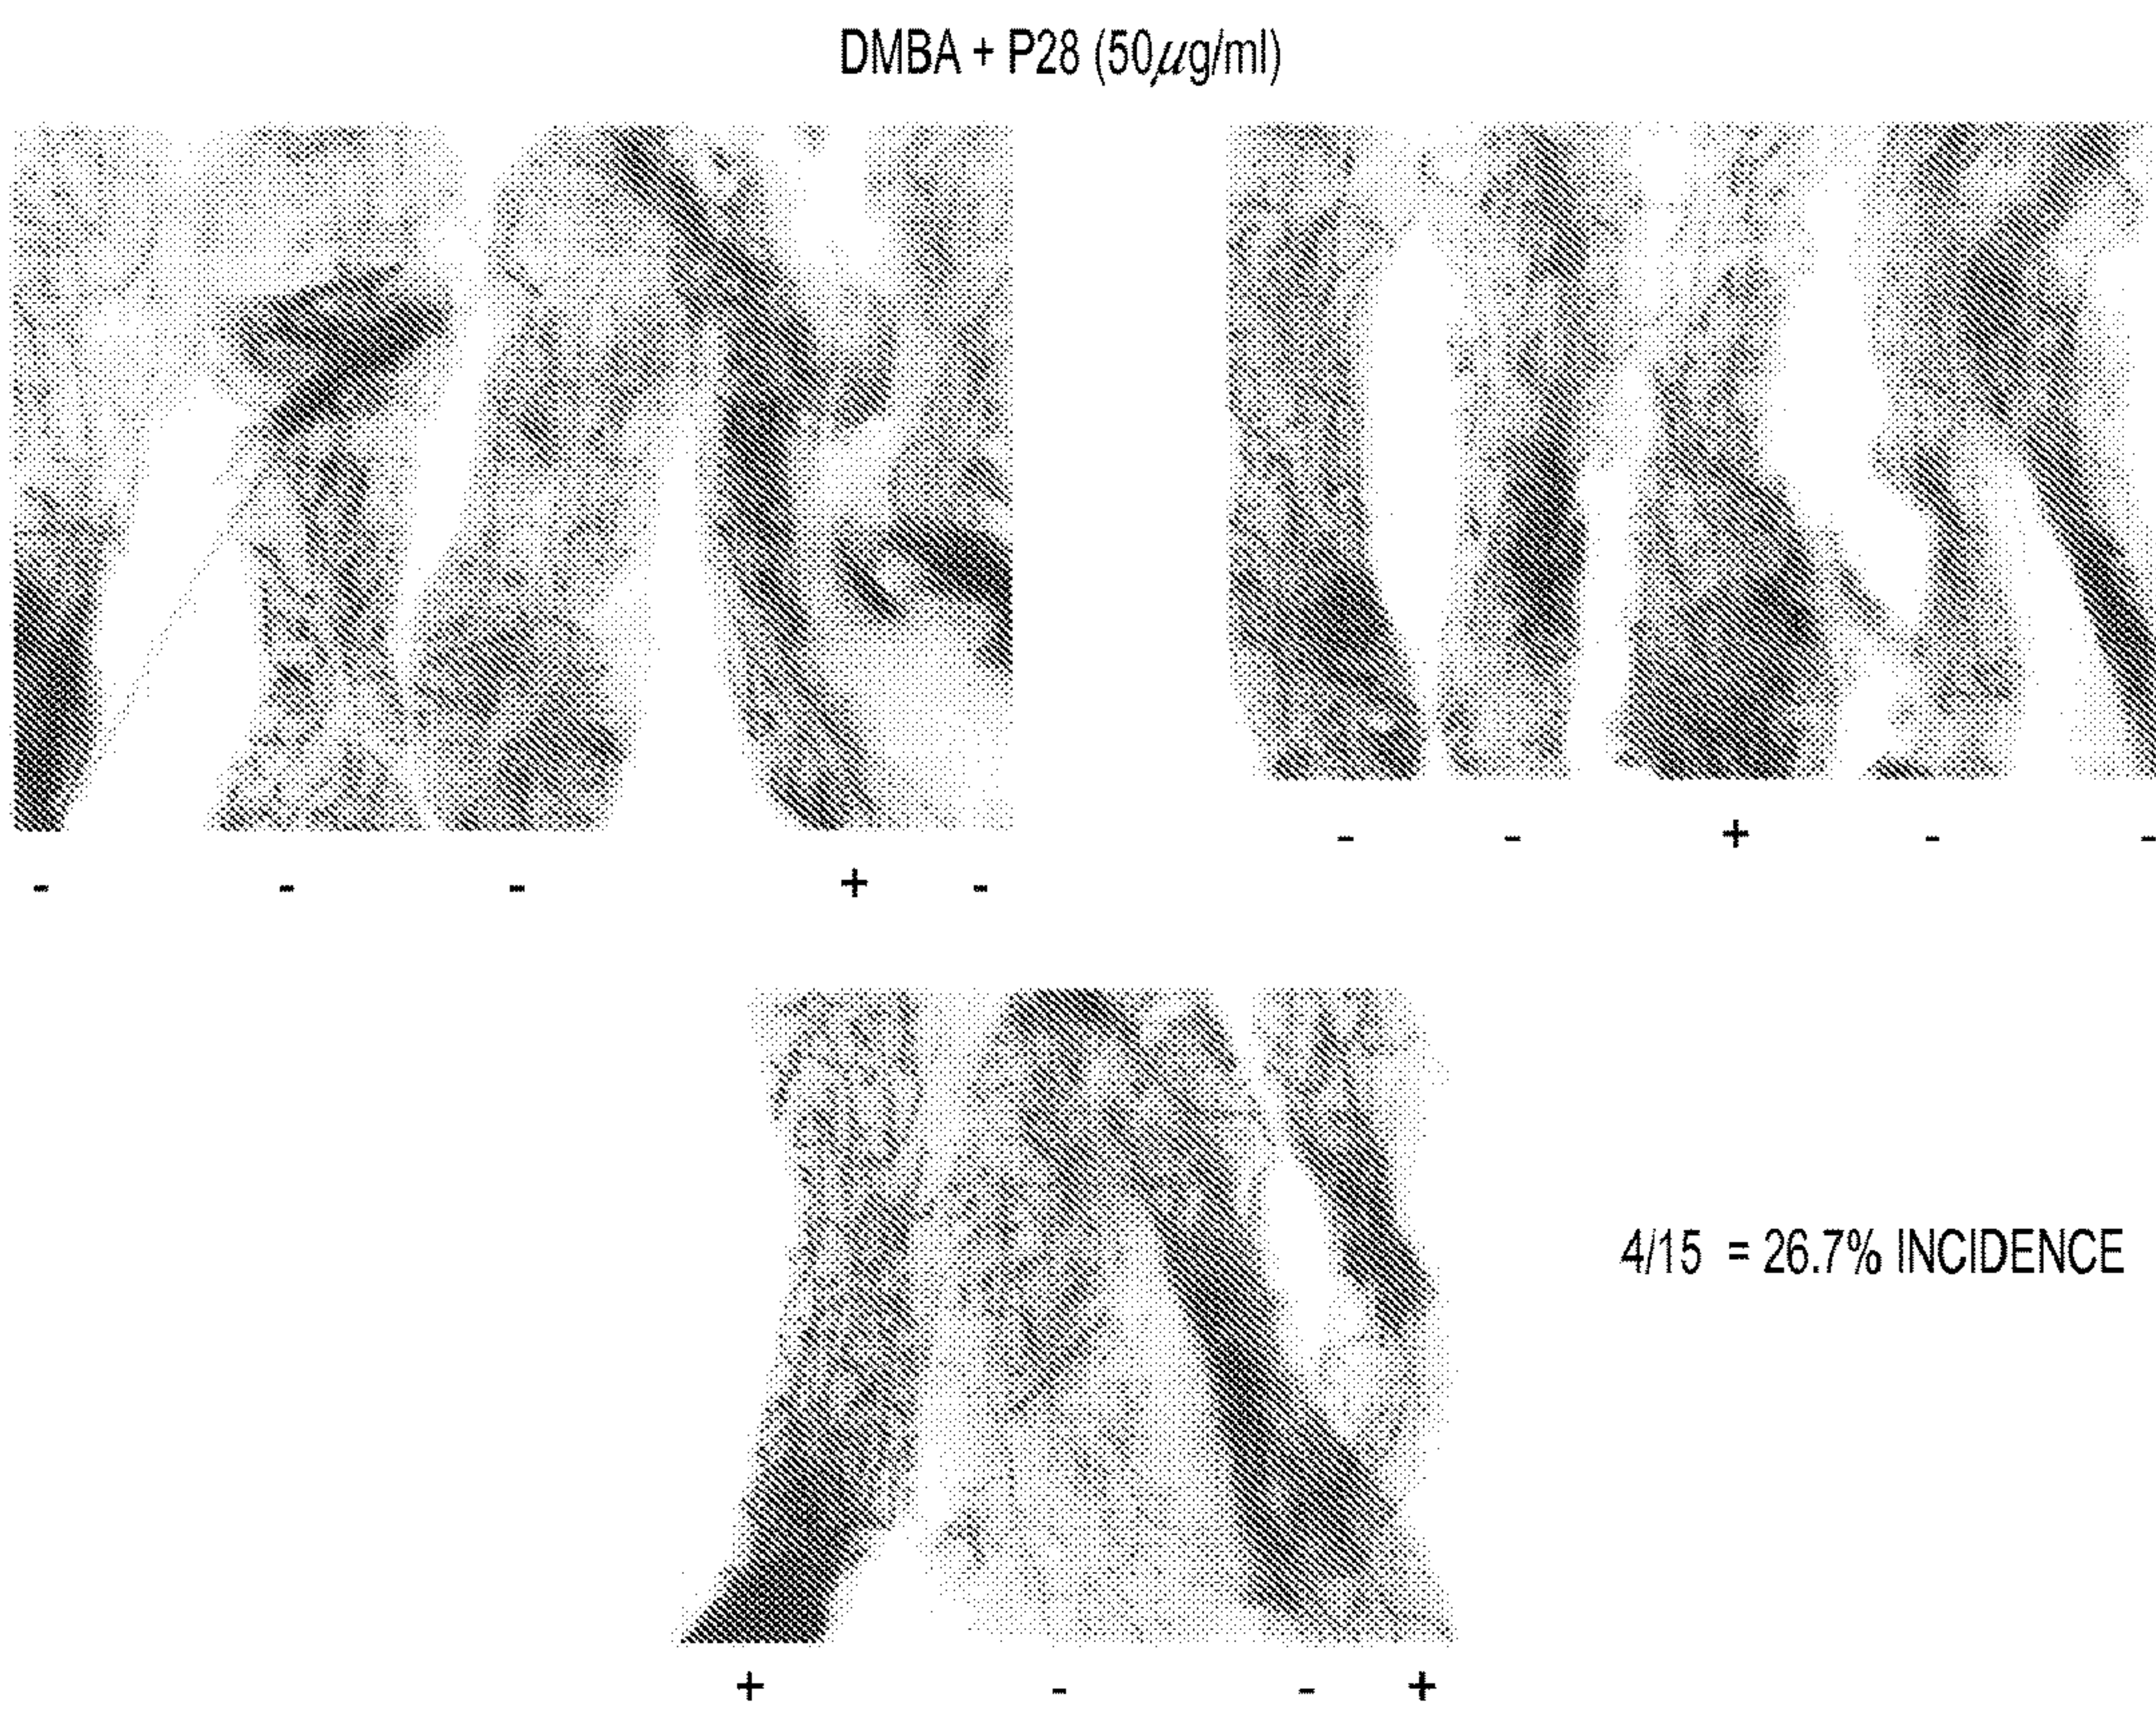 DMBA + P28 (50μg/ml)
- - + - -
- - - + -
4/15 = 26.7% INCIDENCE
+ - - +